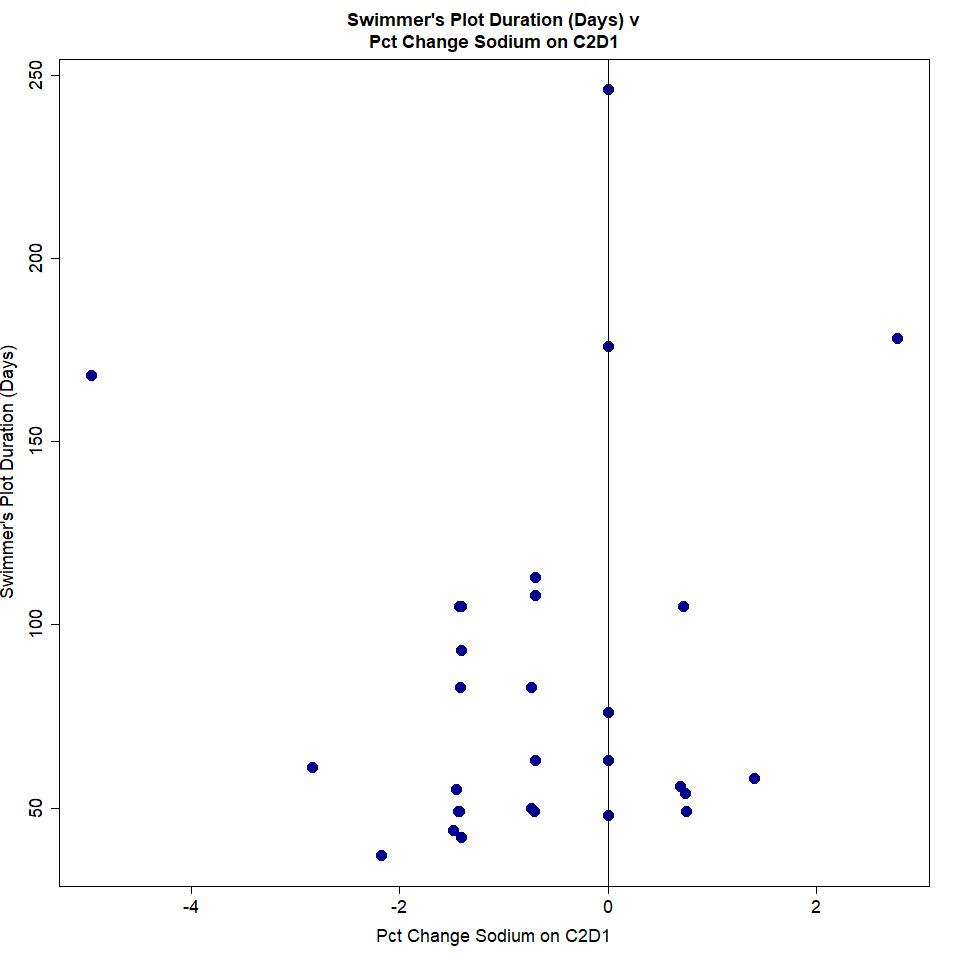 Swimmer's Plot Duration (Days) v
Pct Change Sodium on C2D1
250
200
150
100
50
Swimmer's Plot Duration (Days)
-4
-2
0
2
Pct Change Sodium on C2D1